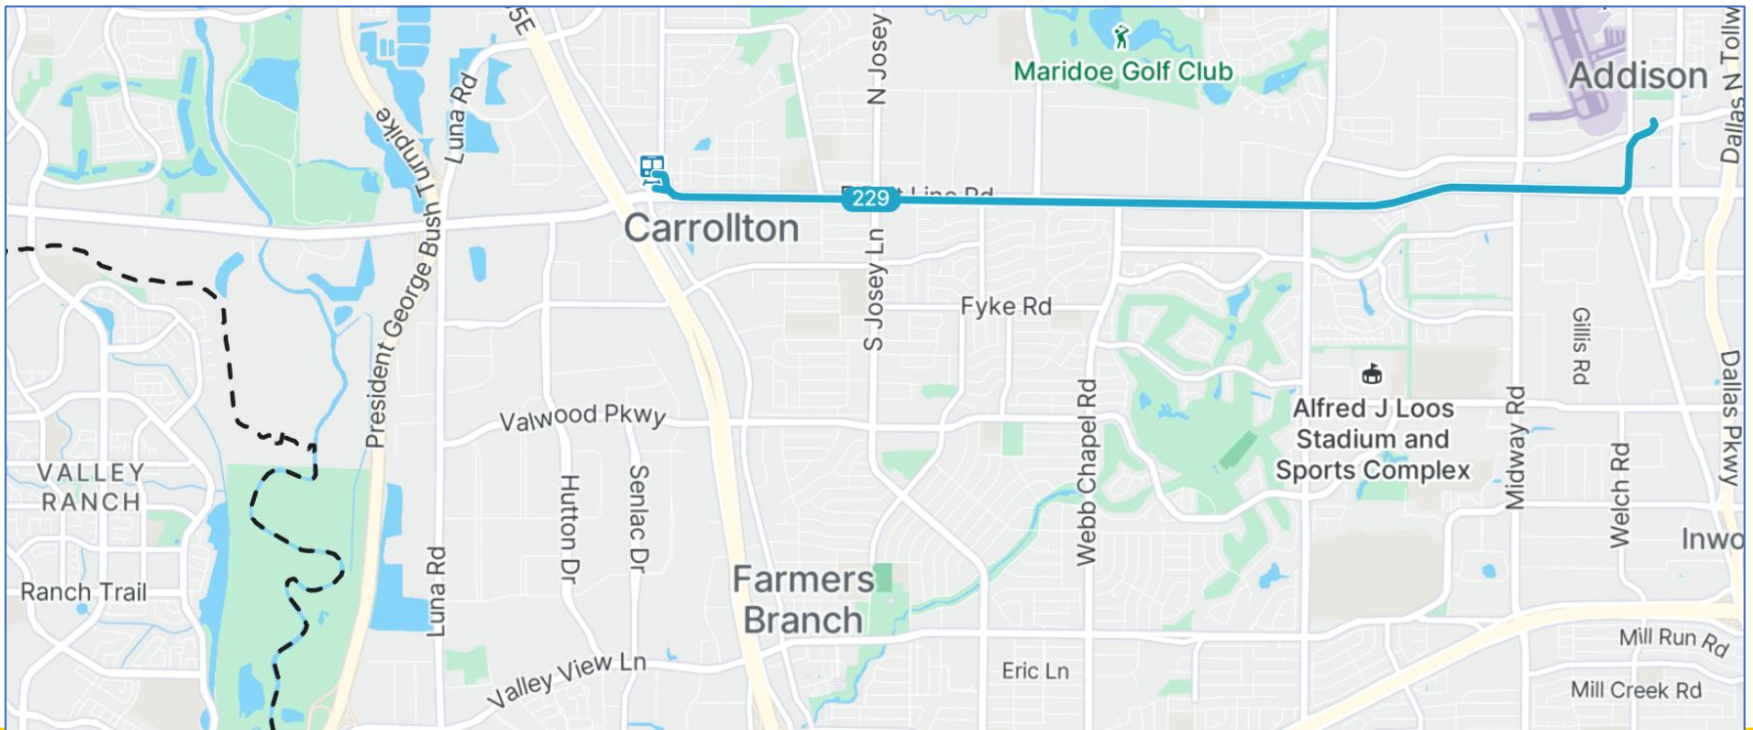 5E
N Josey
Maridoe Golf Club
Addison
Dallas N Tollw
Luna Rd
President George Bush Turnpike
Line Rd
229
Carrollton
S Josey Ln
Fyke Rd
Gillis Rd
Dallas Pkwy
Valwood Pkwy
Webb Chapel Rd
Alfred J Loos
Stadium and
Sports Complex
Midway Rd
VALLEY
RANCH
Hutton Dr
Senlac Dr
Welch Rd
Inwo
Luna Rd
Farmers
Branch
Ranch Trail
Mill Run Rd
Valley View Ln
Eric Ln
Mill Creek Rd